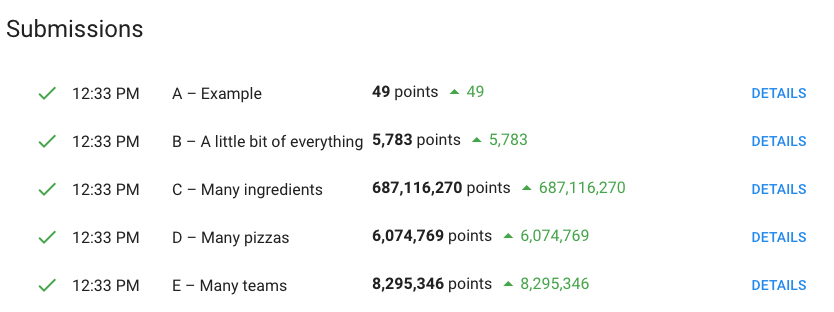 Submissions
12:33 PM A – Example 49 points 49 DETAILS
12:33 PM B – A little bit of everything 5,783 points 5,783 DETAILS
12:33 PM C – Many ingredients 687,116,270 points 687,116,270 DETAILS
12:33 PM D – Many pizzas 6,074,769 points 6,074,769 DETAILS
12:33 PM E – Many teams 8,295,346 points 8,295,346 DETAILS